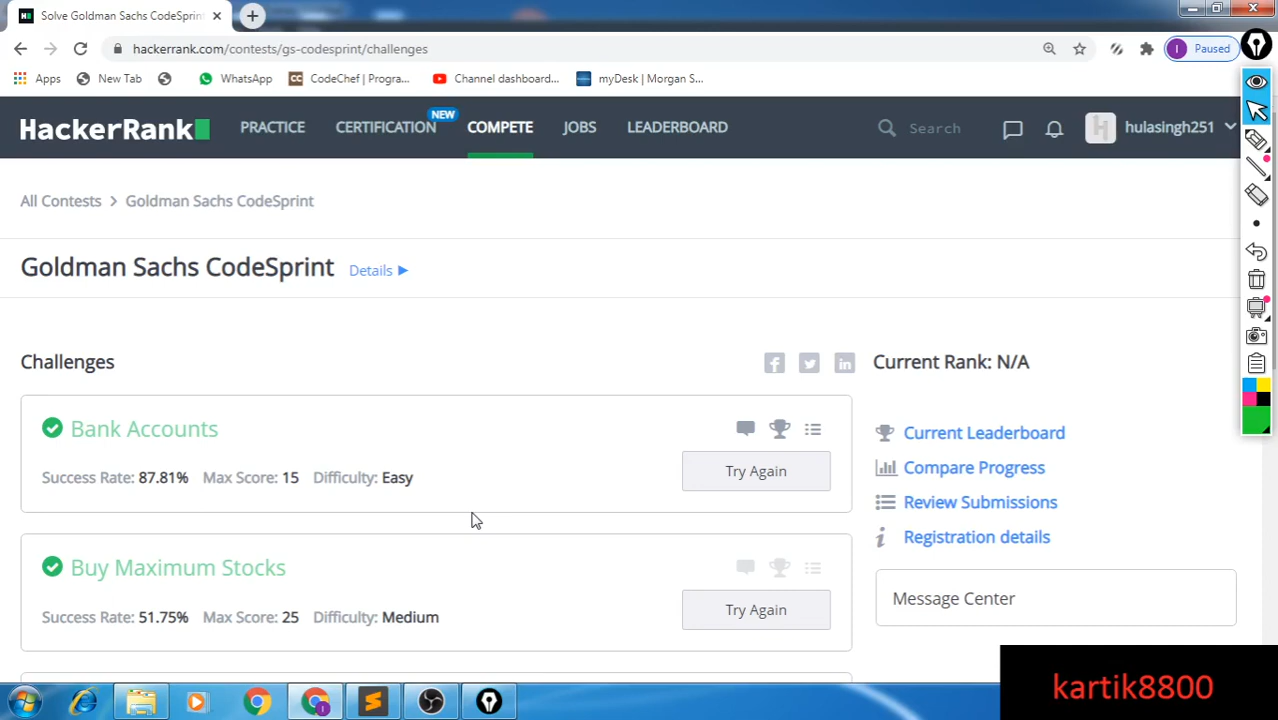 Solve Goldman Sachs CodeSprint
hackerrank.com/contests/gs-codesprint/challenges
I Paused
Apps New Tab WhatsApp CC CodeChef | Progra... Channel dashboard... myDesk | Morgan S...
HackerRank PRACTICE CERTIFICATION NEW COMPETE JOBS LEADERBOARD Search H hulasingh251
All Contests > Goldman Sachs CodeSprint
Goldman Sachs CodeSprint Details
Challenges
Current Rank: N/A
Bank Accounts
Success Rate: 87.81% Max Score: 15 Difficulty: Easy
Try Again
Current Leaderboard
Compare Progress
Review Submissions
Registration details
Buy Maximum Stocks
Success Rate: 51.75% Max Score: 25 Difficulty: Medium
Try Again
Message Center
kartik8800